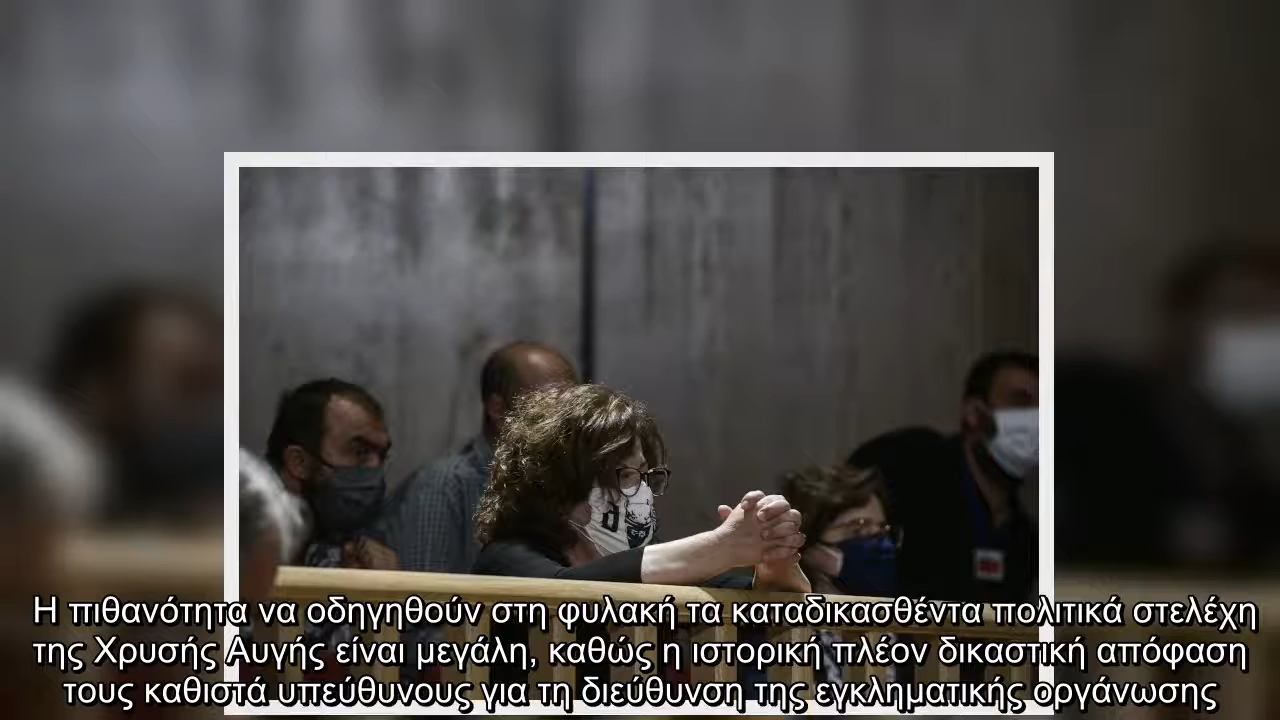 Η πιθανότητα να οδηγηθούν στη φυλακή τα καταδικασθέντα πολιτικά στελέχη
της Χρυσής Αυγής είναι μεγάλη, καθώς η ιστορική πλέον δικαστική απόφαση
τους καθιστά υπεύθυνους για τη διεύθυνση της εγκληματικής οργάνωσης